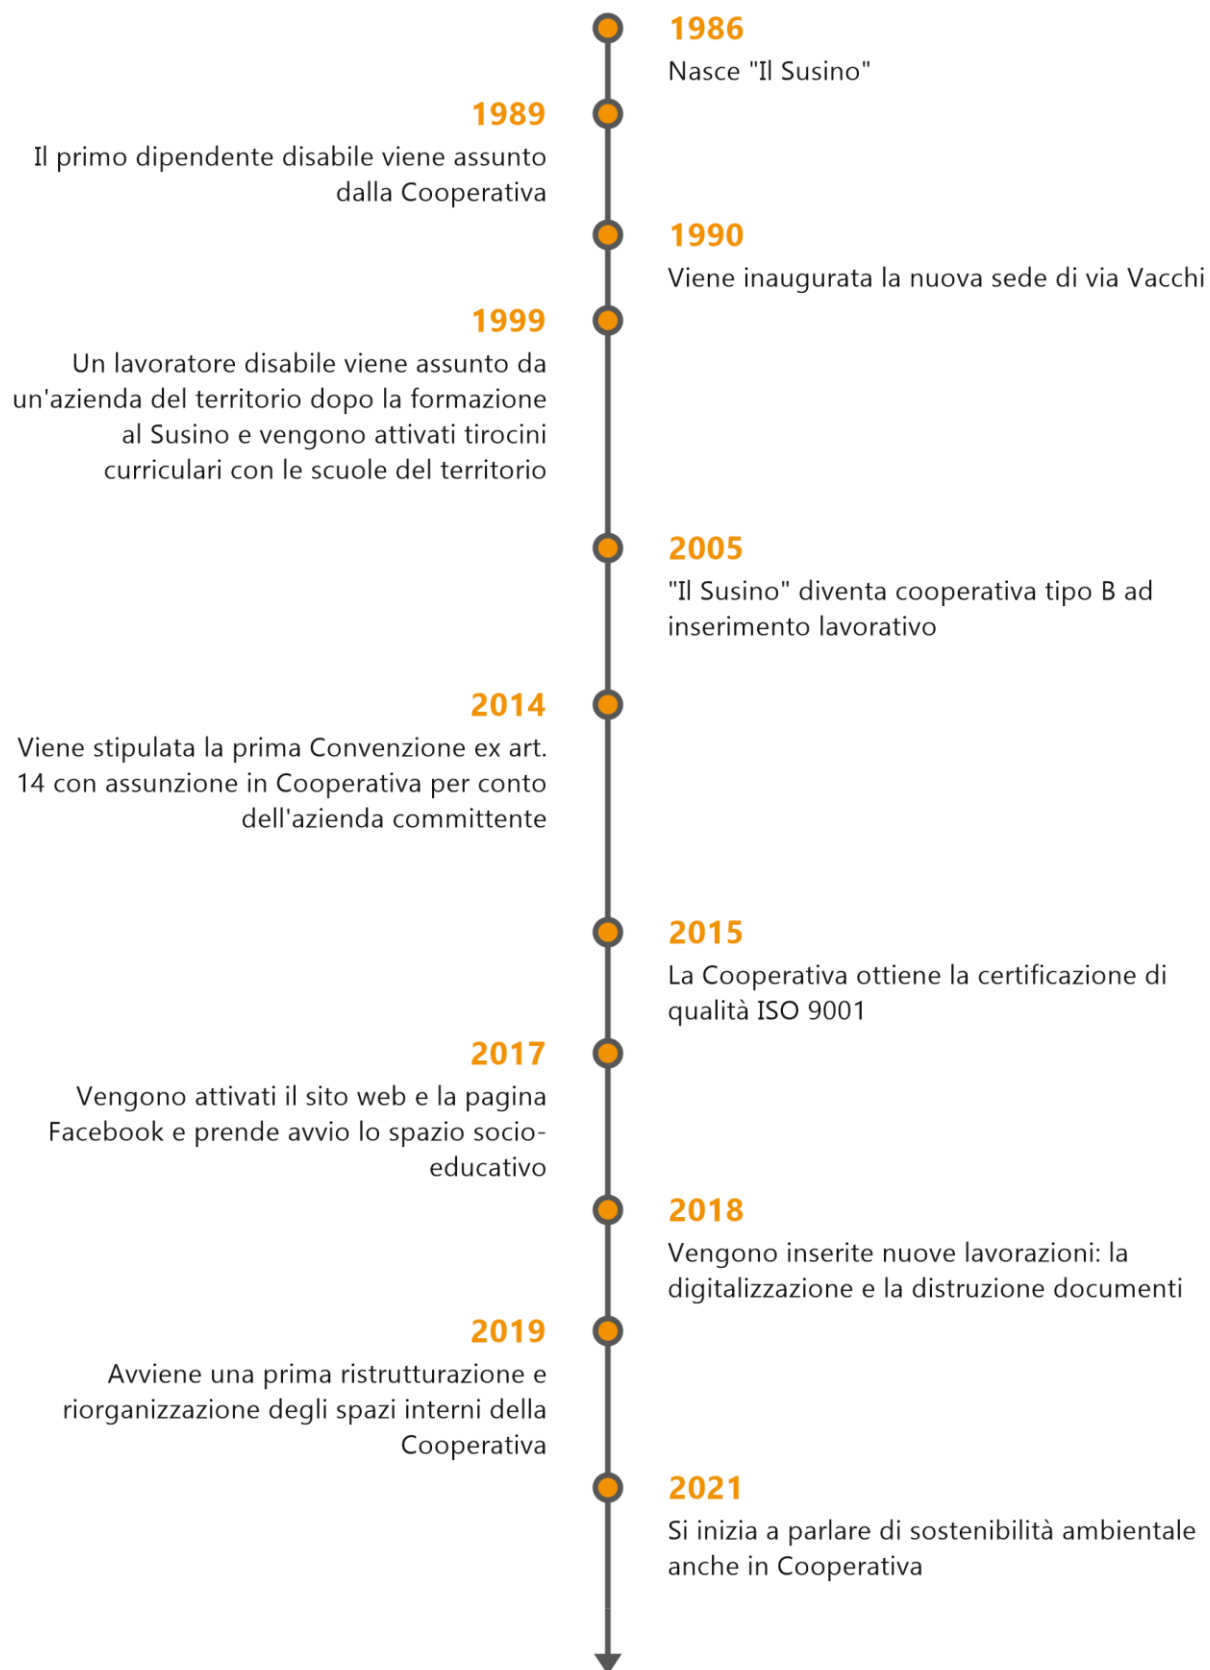 1986
Nasce "Il Susino"
1989
Il primo dipendente disabile viene assunto
dalla Cooperativa
1990
Viene inaugurata la nuova sede di via Vacchi
1999
Un lavoratore disabile viene assunto da
un'azienda del territorio dopo la formazione
al Susino e vengono attivati tirocini
curriculari con le scuole del territorio
2005
"Il Susino" diventa cooperativa tipo B ad
inserimento lavorativo
2014
Viene stipulata la prima Convenzione ex art.
14 con assunzione in Cooperativa per conto
dell'azienda committente
2015
La Cooperativa ottiene la certificazione di
qualità ISO 9001
2017
Vengono attivati il sito web e la pagina
Facebook e prende avvio lo spazio socio-
educativo
2018
Vengono inserite nuove lavorazioni: la
digitalizzazione e la distruzione documenti
2019
Avviene una prima ristrutturazione e
riorganizzazione degli spazi interni della
Cooperativa
2021
Si inizia a parlare di sostenibilità ambientale
anche in Cooperativa